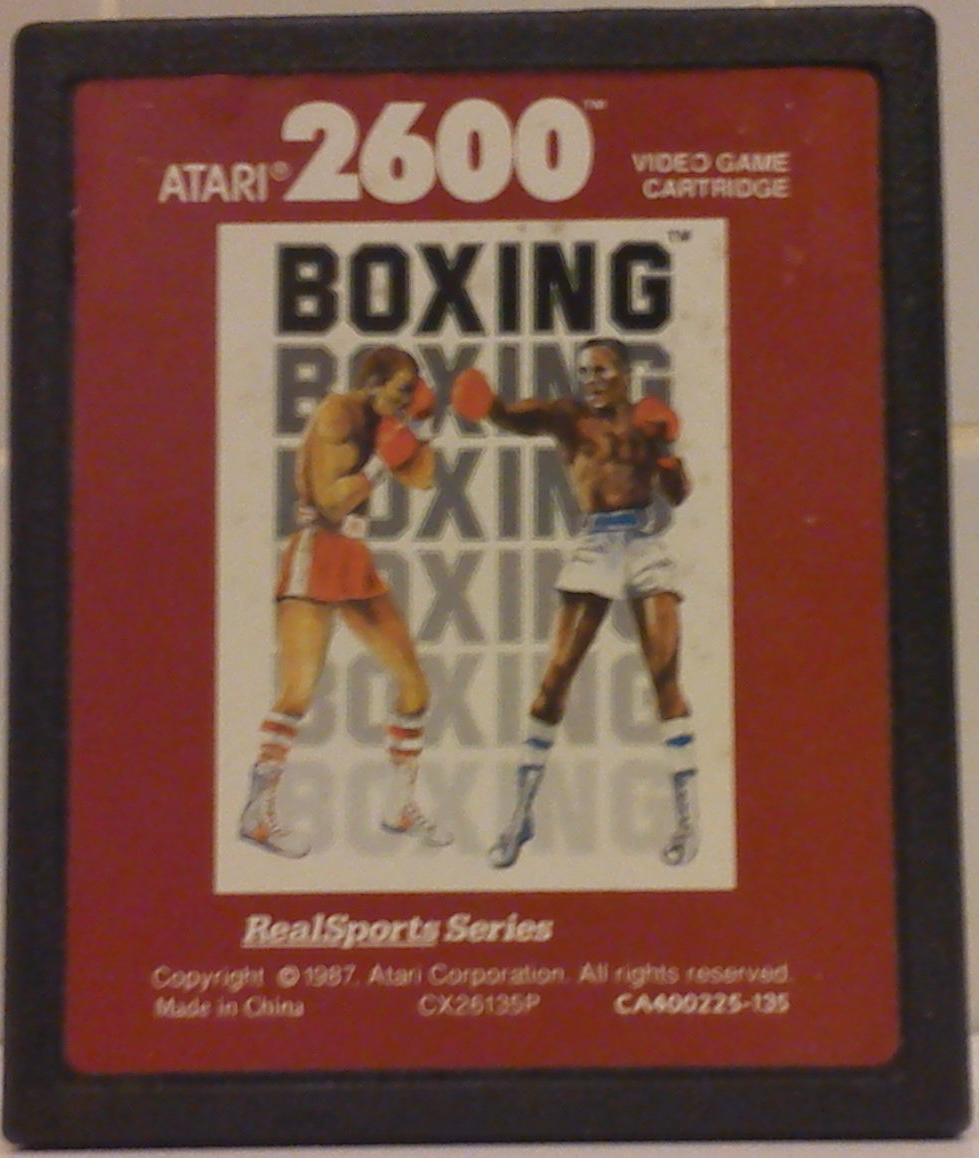 ATARI® 2600™ VIDEO GAME CARTRIDGE
BOXING™
BOXING
BOXING
BOXING
BOXING
BOXING
RealSports Series
Copyright © 1987, Atari Corporation. All rights reserved.
Made in China CX26135P CA400225-135